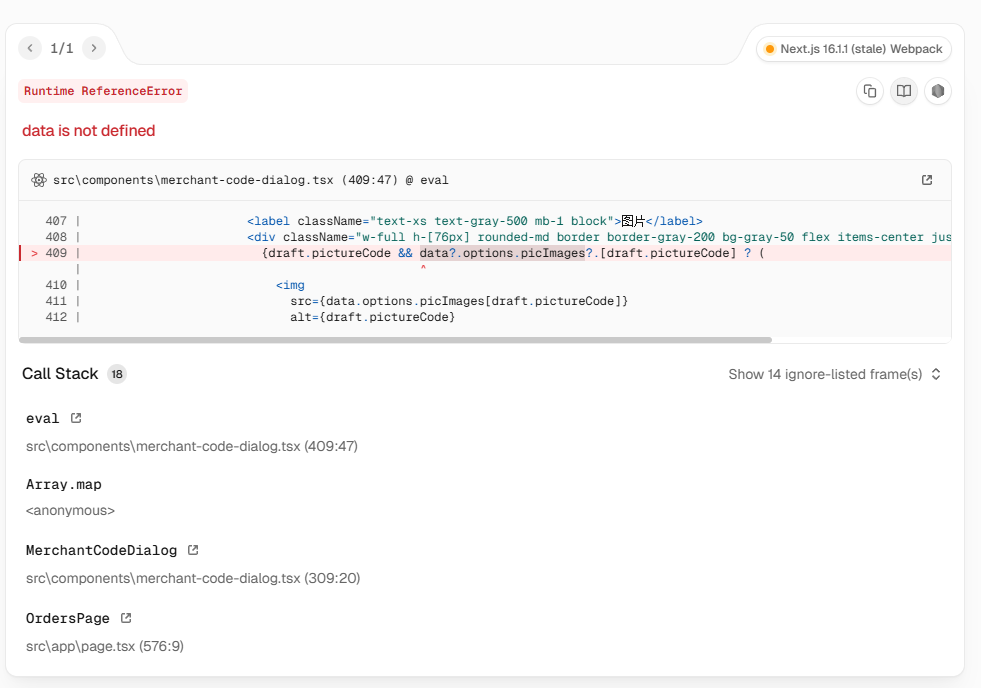 1/1
Next.js 16.1.1 (stale) Webpack
Runtime ReferenceError
data is not defined
src\components\merchant-code-dialog.tsx (409:47) @ eval
407 | <label className="text-xs text-gray-500 mb-1 block">图片</label>
408 | <div className="w-full h-[76px] rounded-md border border-gray-200 bg-gray-50 flex items-center jus
> 409 | {draft.pictureCode && data?.options.picImages?.[draft.pictureCode] ? (
| ^
410 | <img
411 | src={data.options.picImages[draft.pictureCode]}
412 | alt={draft.pictureCode}
Call Stack 18
Show 14 ignore-listed frame(s)
eval
src\components\merchant-code-dialog.tsx (409:47)
Array.map
<anonymous>
MerchantCodeDialog
src\components\merchant-code-dialog.tsx (309:20)
OrdersPage
src\app\page.tsx (576:9)